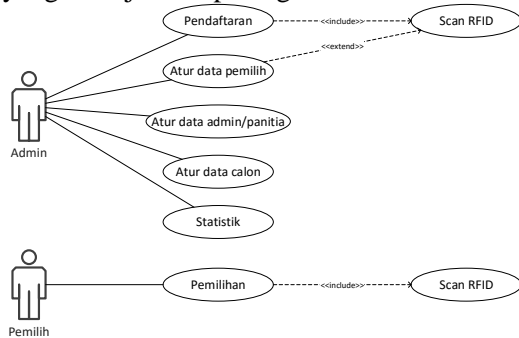 Pendaftaran <<include>> Scan RFID
<<extend>>
Atur data pemilih
Atur data admin/panitia
Admin
Atur data calon
Statistik
Pemilihan <<include>> Scan RFID
Pemilih